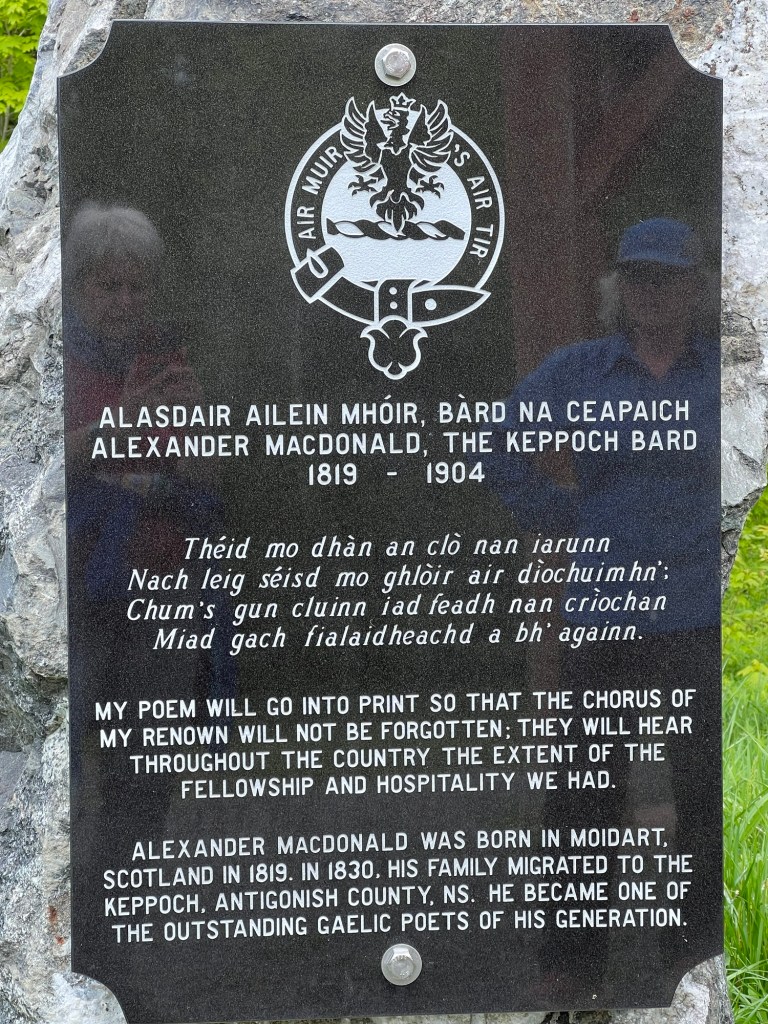 AIR MUIR 'S AIR TIR
ALASDAIR AILEIN MHÓIR, BÀRD NA CEAPAICH
ALEXANDER MACDONALD, THE KEPPOCH BARD
1819 - 1904
Théid mo dhàn an clò nan iarunn
Nach leig séisd mo ghlòir air dìochuimhn';
Chum's gun cluinn iad feadh nan crìochan
Miad gach fialaidheachd a bh' againn.
MY POEM WILL GO INTO PRINT SO THAT THE CHORUS OF
MY RENOWN WILL NOT BE FORGOTTEN; THEY WILL HEAR
THROUGHOUT THE COUNTRY THE EXTENT OF THE
FELLOWSHIP AND HOSPITALITY WE HAD.
ALEXANDER MACDONALD WAS BORN IN MOIDART,
SCOTLAND IN 1819. IN 1830, HIS FAMILY MIGRATED TO THE
KEPPOCH, ANTIGONISH COUNTY, NS. HE BECAME ONE OF
THE OUTSTANDING GAELIC POETS OF HIS GENERATION.